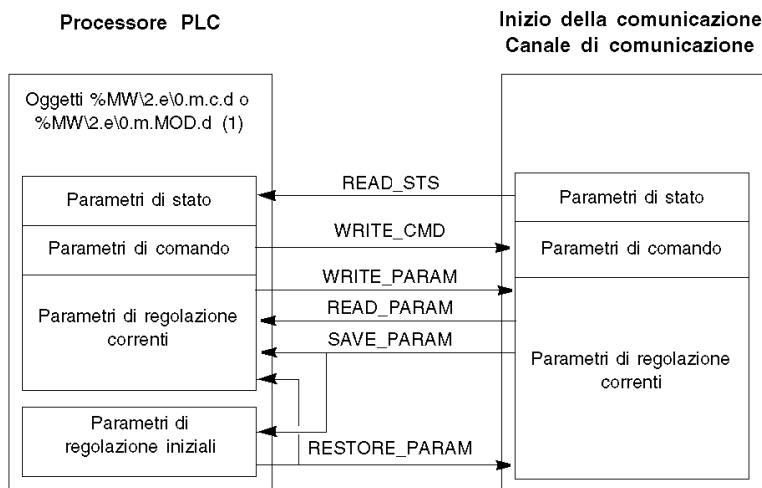 Processore PLC
Inizio della comunicazione
Canale di comunicazione
Oggetti %MW\2.e\0.m.c.d o
%MW\2.e\0.m.MOD.d (1)
READ_STS
Parametri di stato
Parametri di stato
WRITE_CMD
Parametri di comando
Parametri di comando
WRITE_PARAM
READ_PARAM
Parametri di regolazione
correnti
SAVE_PARAM
Parametri di regolazione
correnti
Parametri di
regolazione iniziali
RESTORE_PARAM